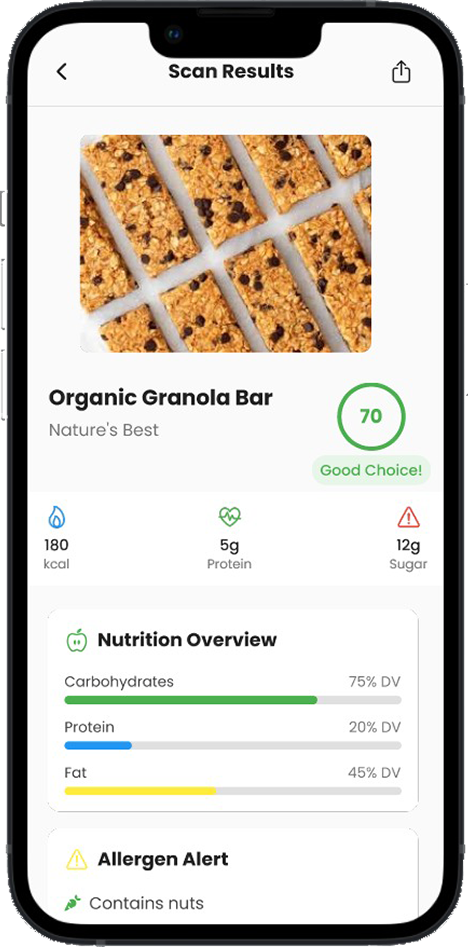 Scan Results
Organic Granola Bar
70
Nature's Best
Good Choice!
180
5g
12g
kcal
Protein
Sugar
Nutrition Overview
Carbohydrates 75% DV
Protein 20% DV
Fat 45% DV
Allergen Alert
Contains nuts